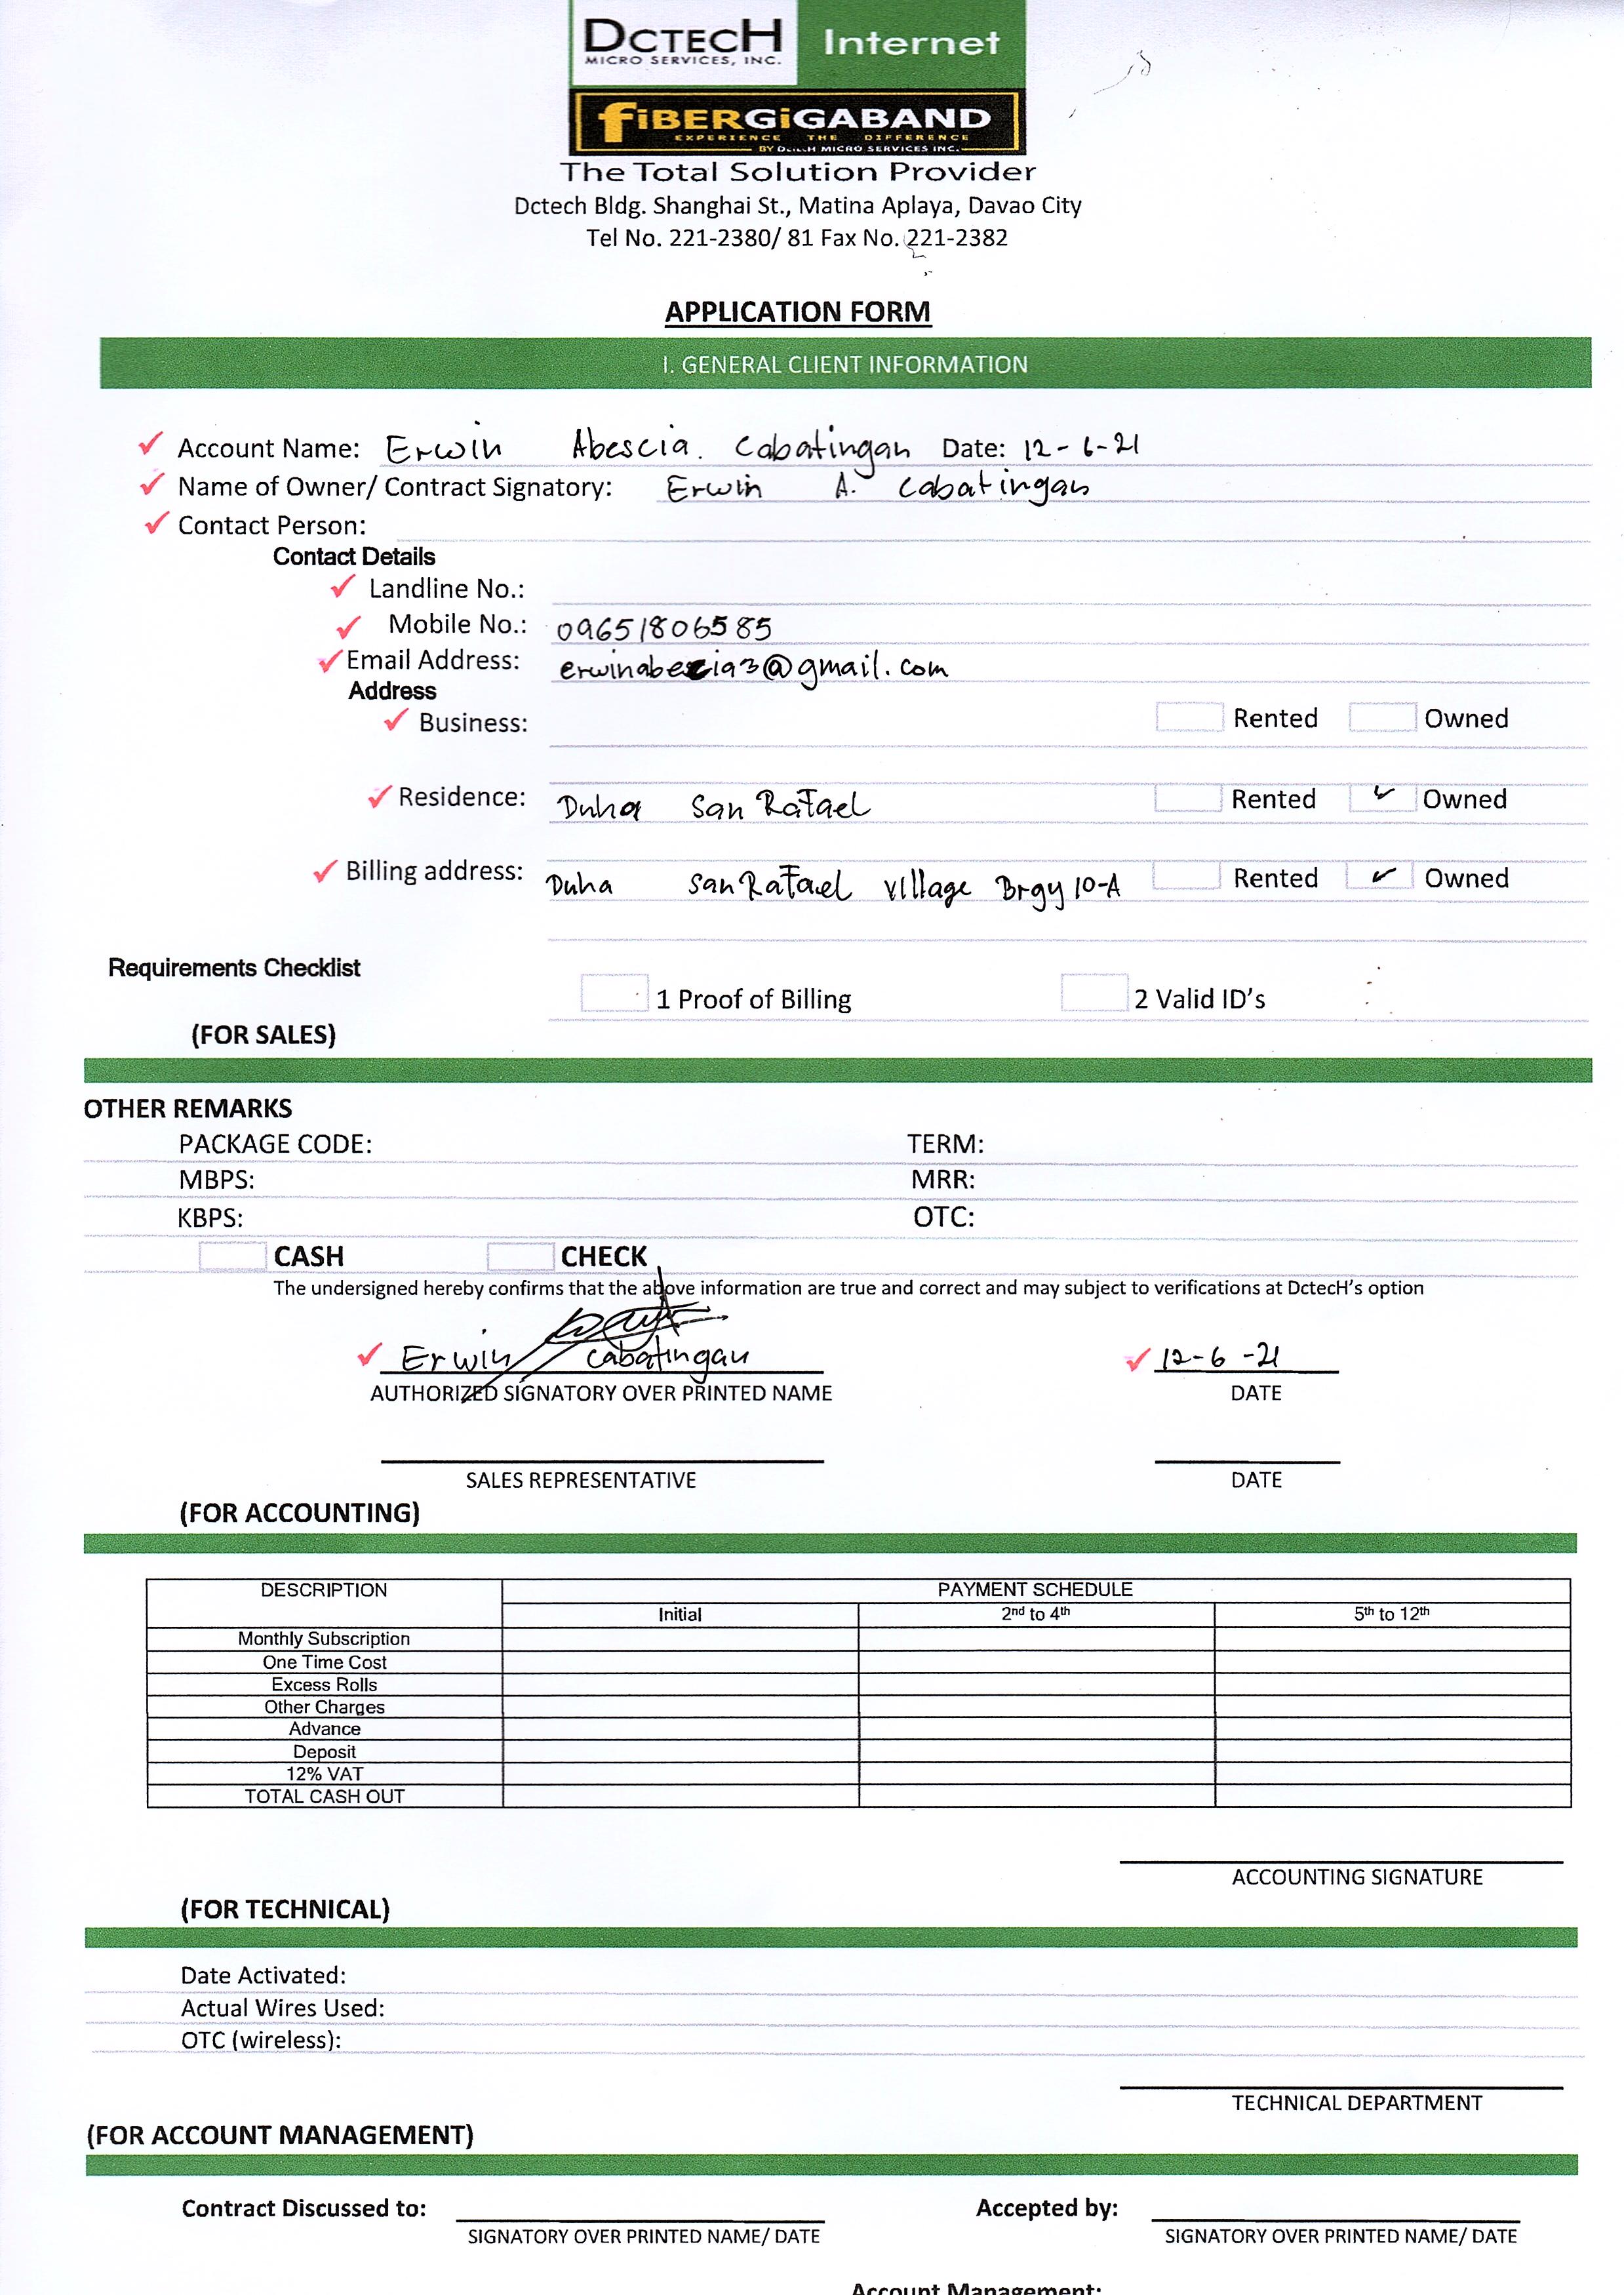 DCTECH Internet
MICRO SERVICES, INC.
FiBERGiGABAND
EXPERIENCE THE DIFFERENCE
BY DCTECH MICRO SERVICES INC.
The Total Solution Provider
Dctech Bldg. Shanghai St., Matina Aplaya, Davao City
Tel No. 221-2380/ 81 Fax No. 221-2382
APPLICATION FORM
I. GENERAL CLIENT INFORMATION
Account Name: Erwin Abescia. Cabatingan Date: 12-6-21
Name of Owner/ Contract Signatory: Erwin A. Cabatingan
Contact Person:
Contact Details
Landline No.:
Mobile No.: 09651806585
Email Address: erwinabescia93@gmail.com
Address
Business: Rented Owned
Residence: Duha San Rafael Rented ✓ Owned
Billing address: Duha San Rafael village Brgy 10-A Rented ✓ Owned
Requirements Checklist
1 Proof of Billing 2 Valid ID's
(FOR SALES)
OTHER REMARKS
PACKAGE CODE: TERM:
MBPS: MRR:
KBPS: OTC:
CASH CHECK
The undersigned hereby confirms that the above information are true and correct and may subject to verifications at DctecH's option
Erwin Cabatingan 12-6-21
AUTHORIZED SIGNATORY OVER PRINTED NAME DATE
SALES REPRESENTATIVE DATE
(FOR ACCOUNTING)
DESCRIPTION PAYMENT SCHEDULE
Initial 2nd to 4th 5th to 12th
Monthly Subscription
One Time Cost
Excess Rolls
Other Charges
Advance
Deposit
12% VAT
TOTAL CASH OUT
ACCOUNTING SIGNATURE
(FOR TECHNICAL)
Date Activated:
Actual Wires Used:
OTC (wireless):
TECHNICAL DEPARTMENT
(FOR ACCOUNT MANAGEMENT)
Contract Discussed to: Accepted by:
SIGNATORY OVER PRINTED NAME/ DATE SIGNATORY OVER PRINTED NAME/ DATE
Account Management: